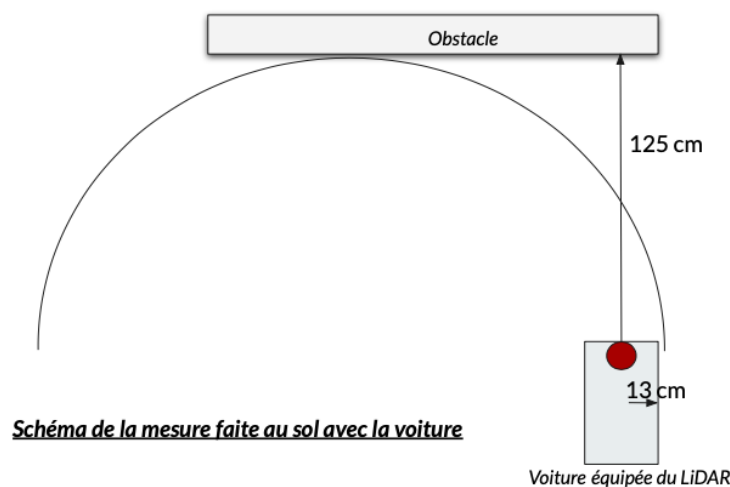 Obstacle
125 cm
13 cm
Schéma de la mesure faite au sol avec la voiture
Voiture équipée du LiDAR